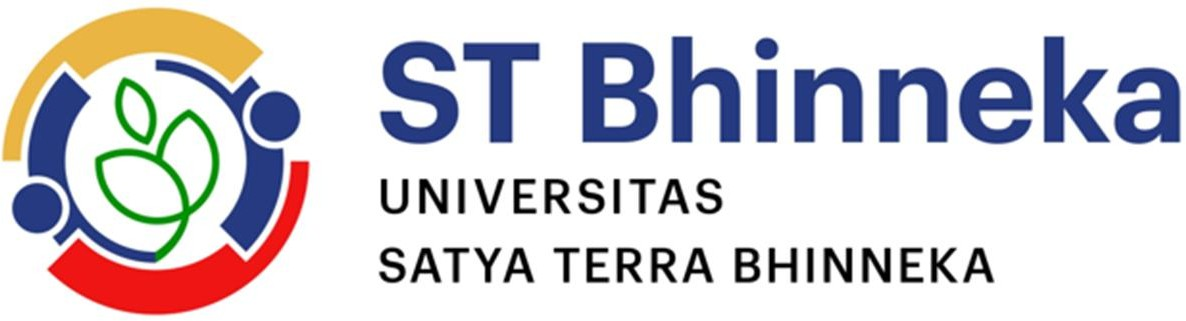 ST Bhinneka
UNIVERSITAS
SATYA TERRA BHINNEKA